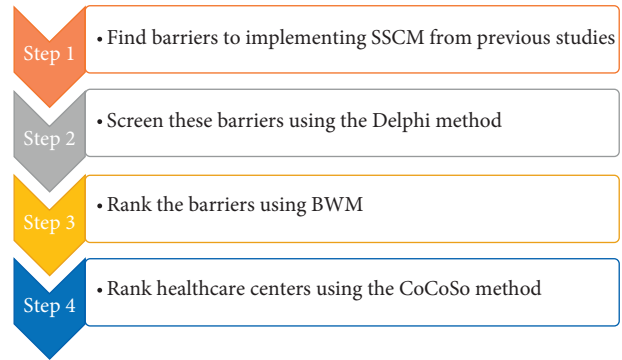 Step 1
• Find barriers to implementing SSCM from previous studies
Step 2
• Screen these barriers using the Delphi method
Step 3
• Rank the barriers using BWM
Step 4
• Rank healthcare centers using the CoCoSo method